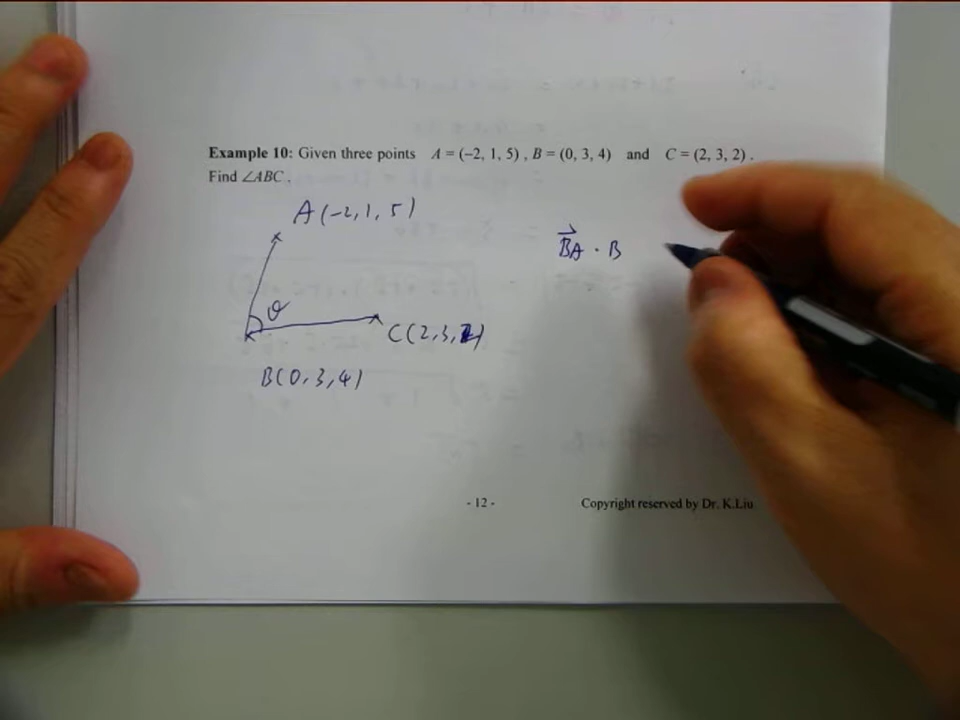 Example 10: Given three points A = (–2, 1, 5) , B = (0, 3, 4) and C = (2, 3, 2) .
Find ∠ABC .
A(-2, 1, 5)
B⃗A · B
θ
C(2, 3, 2)
B(0, 3, 4)
- 12 - Copyright reserved by Dr. K.Liu